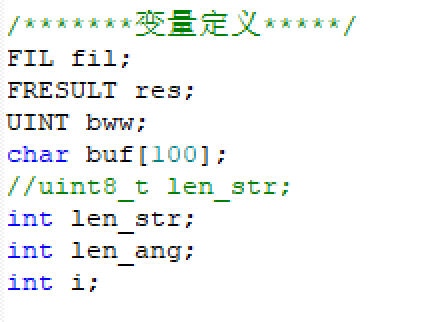 /*******变量定义*****/
FIL fil;
FRESULT res;
UINT bww;
char buf[100];
//uint8_t len_str;
int len_str;
int len_ang;
int i;